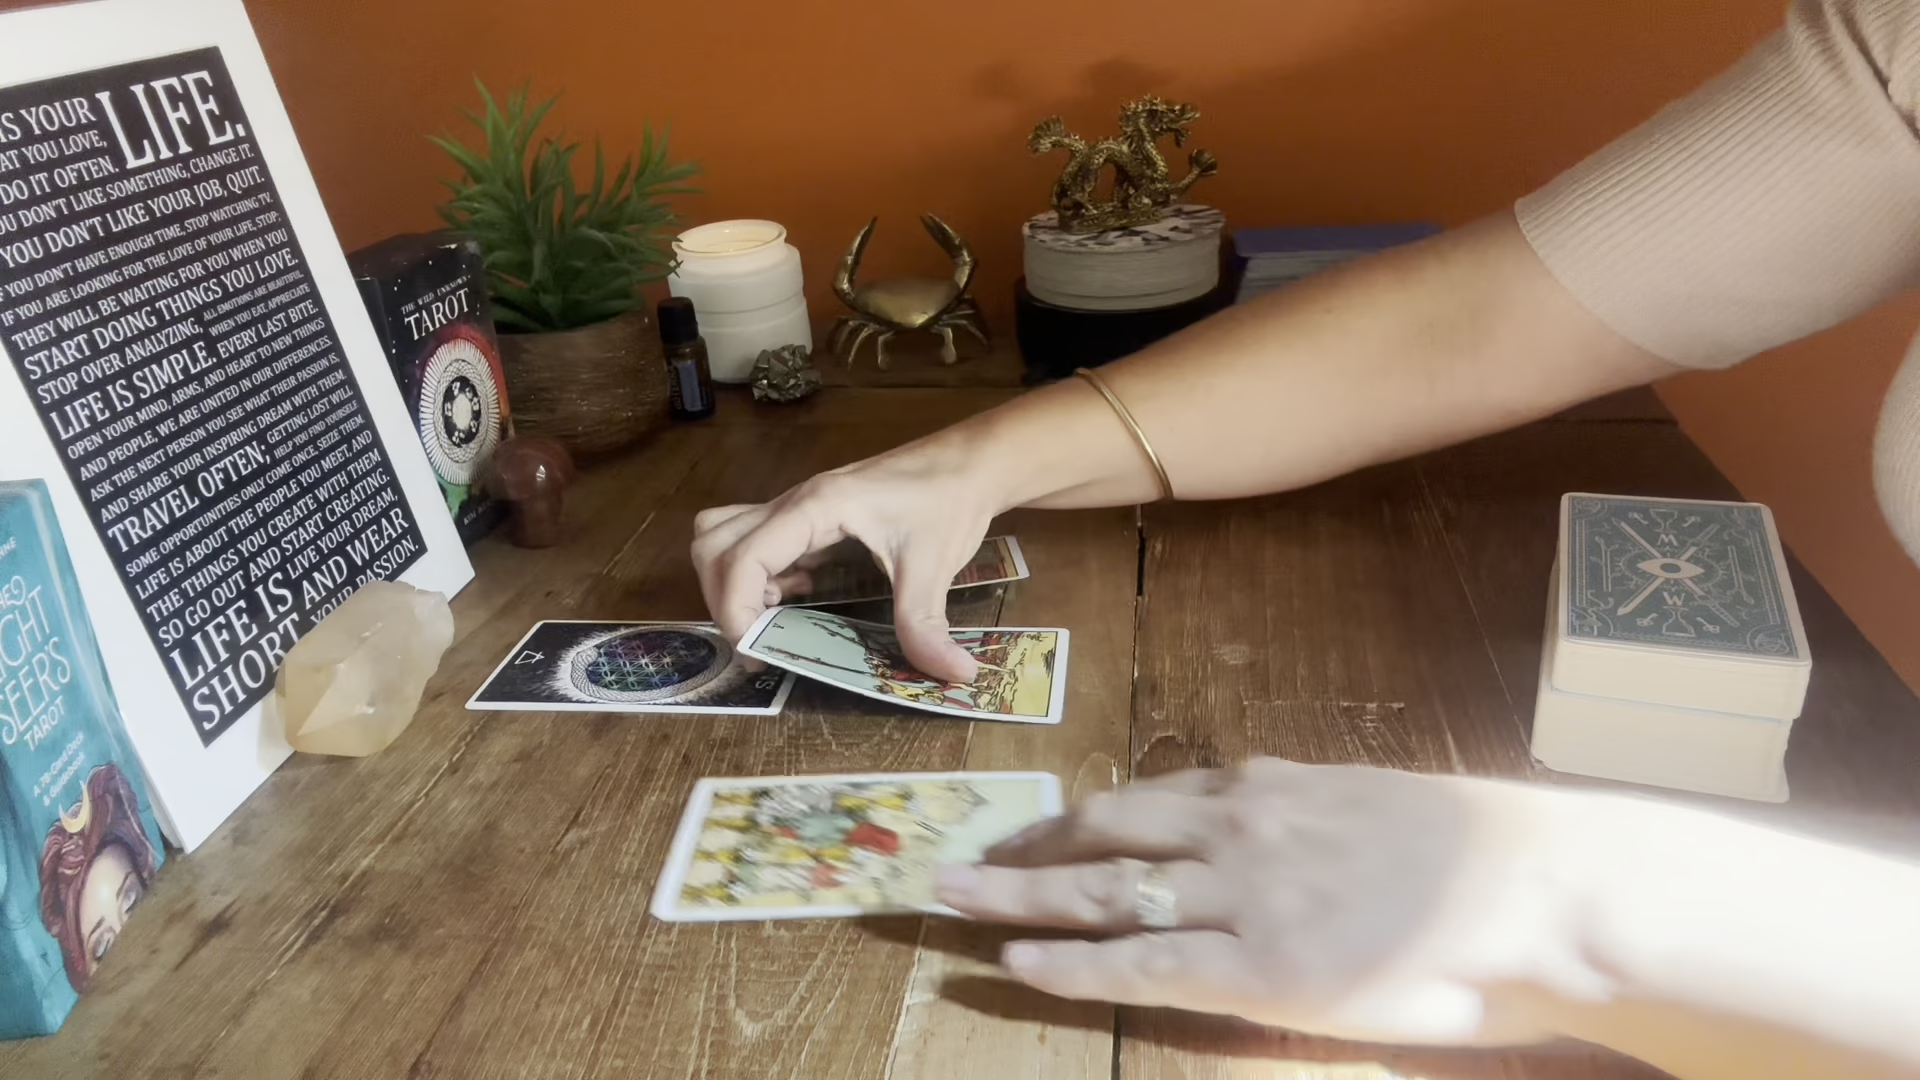 IS YOUR LIFE.
AT YOU LOVE,
DO IT OFTEN.
OU DON'T LIKE SOMETHING, CHANGE IT.
YOU DON'T LIKE YOUR JOB, QUIT.
F YOU DON'T HAVE ENOUGH TIME, STOP WATCHING TV.
IF YOU ARE LOOKING FOR THE LOVE OF YOUR LIFE, STOP;
THEY WILL BE WAITING FOR YOU WHEN YOU
START DOING THINGS YOU LOVE.
STOP OVER ANALYZING, ALL EMOTIONS ARE BEAUTIFUL.
WHEN YOU EAT, APPRECIATE
LIFE IS SIMPLE. EVERY LAST BITE.
OPEN YOUR MIND, ARMS, AND HEART TO NEW THINGS
AND PEOPLE, WE ARE UNITED IN OUR DIFFERENCES.
ASK THE NEXT PERSON YOU SEE WHAT THEIR PASSION IS,
AND SHARE YOUR INSPIRING DREAM WITH THEM.
TRAVEL OFTEN; GETTING LOST WILL
HELP YOU FIND YOURSELF.
SOME OPPORTUNITIES ONLY COME ONCE, SEIZE THEM.
LIFE IS ABOUT THE PEOPLE YOU MEET, AND
THE THINGS YOU CREATE WITH THEM
SO GO OUT AND START CREATING.
LIFE IS LIVE YOUR DREAM,
SHORT. AND WEAR
YOUR PASSION.
THE WILD UNKNOWN
TAROT
NNE
THE
IGHT
SEER'S
TAROT
A 78-Card Deck
& Guidebook
M
W